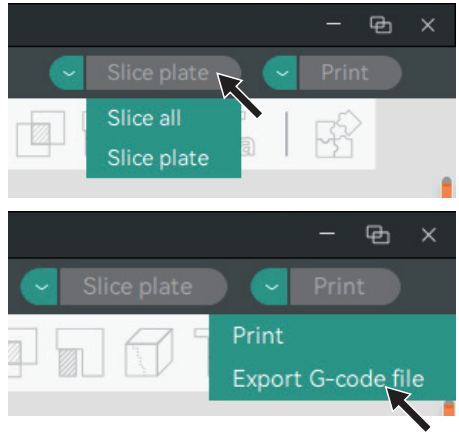 Slice plate Print
Slice all
Slice plate
Slice plate Print
Print
Export G-code file